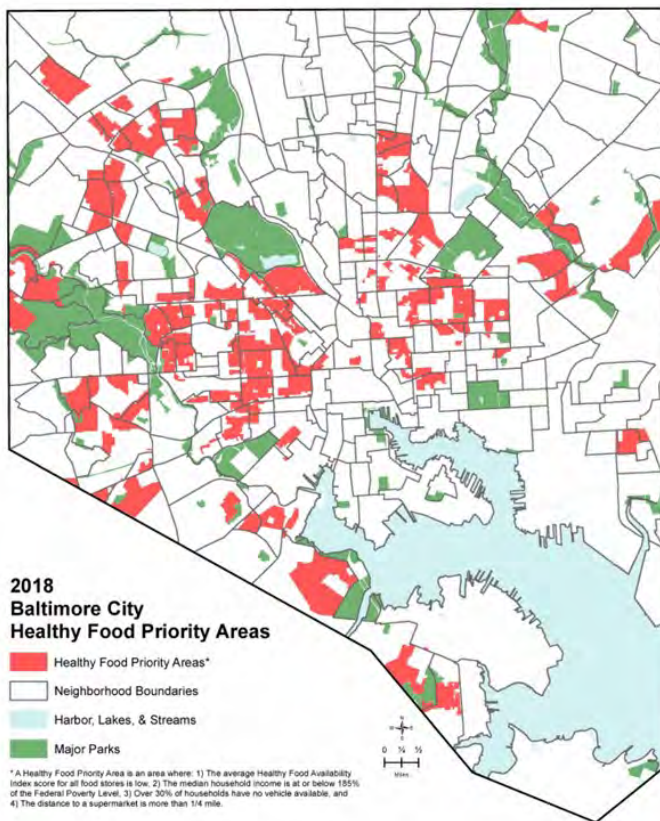 2018
Baltimore City
Healthy Food Priority Areas
Healthy Food Priority Areas*
Neighborhood Boundaries
Harbor, Lakes, & Streams
Major Parks
* A Healthy Food Priority Area is an area where: 1) The average Healthy Food Availability
Index score for all food stores is low, 2) The median household income is at or below 185%
of the Federal Poverty Level, 3) Over 30% of households have no vehicle available, and
4) The distance to a supermarket is more than 1/4 mile.
N
W E
S
0 ¼ ½
Miles